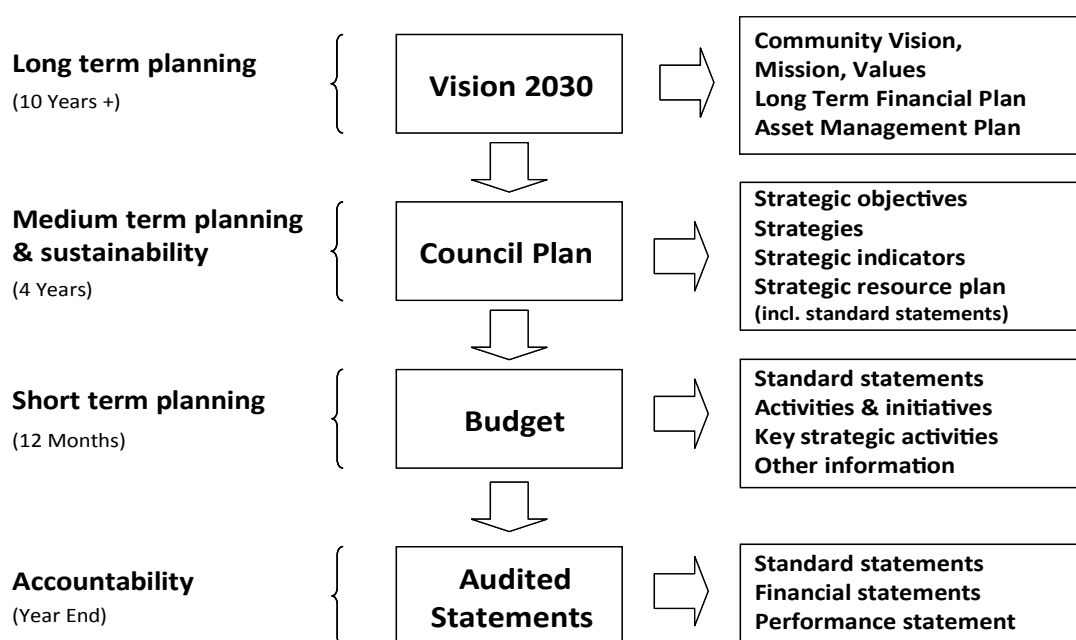 Long term planning
(10 Years +)
Vision 2030
Community Vision,
Mission, Values
Long Term Financial Plan
Asset Management Plan
Medium term planning
& sustainability
(4 Years)
Council Plan
Strategic objectives
Strategies
Strategic indicators
Strategic resource plan
(incl. standard statements)
Short term planning
(12 Months)
Budget
Standard statements
Activities & initiatives
Key strategic activities
Other information
Accountability
(Year End)
Audited
Statements
Standard statements
Financial statements
Performance statement